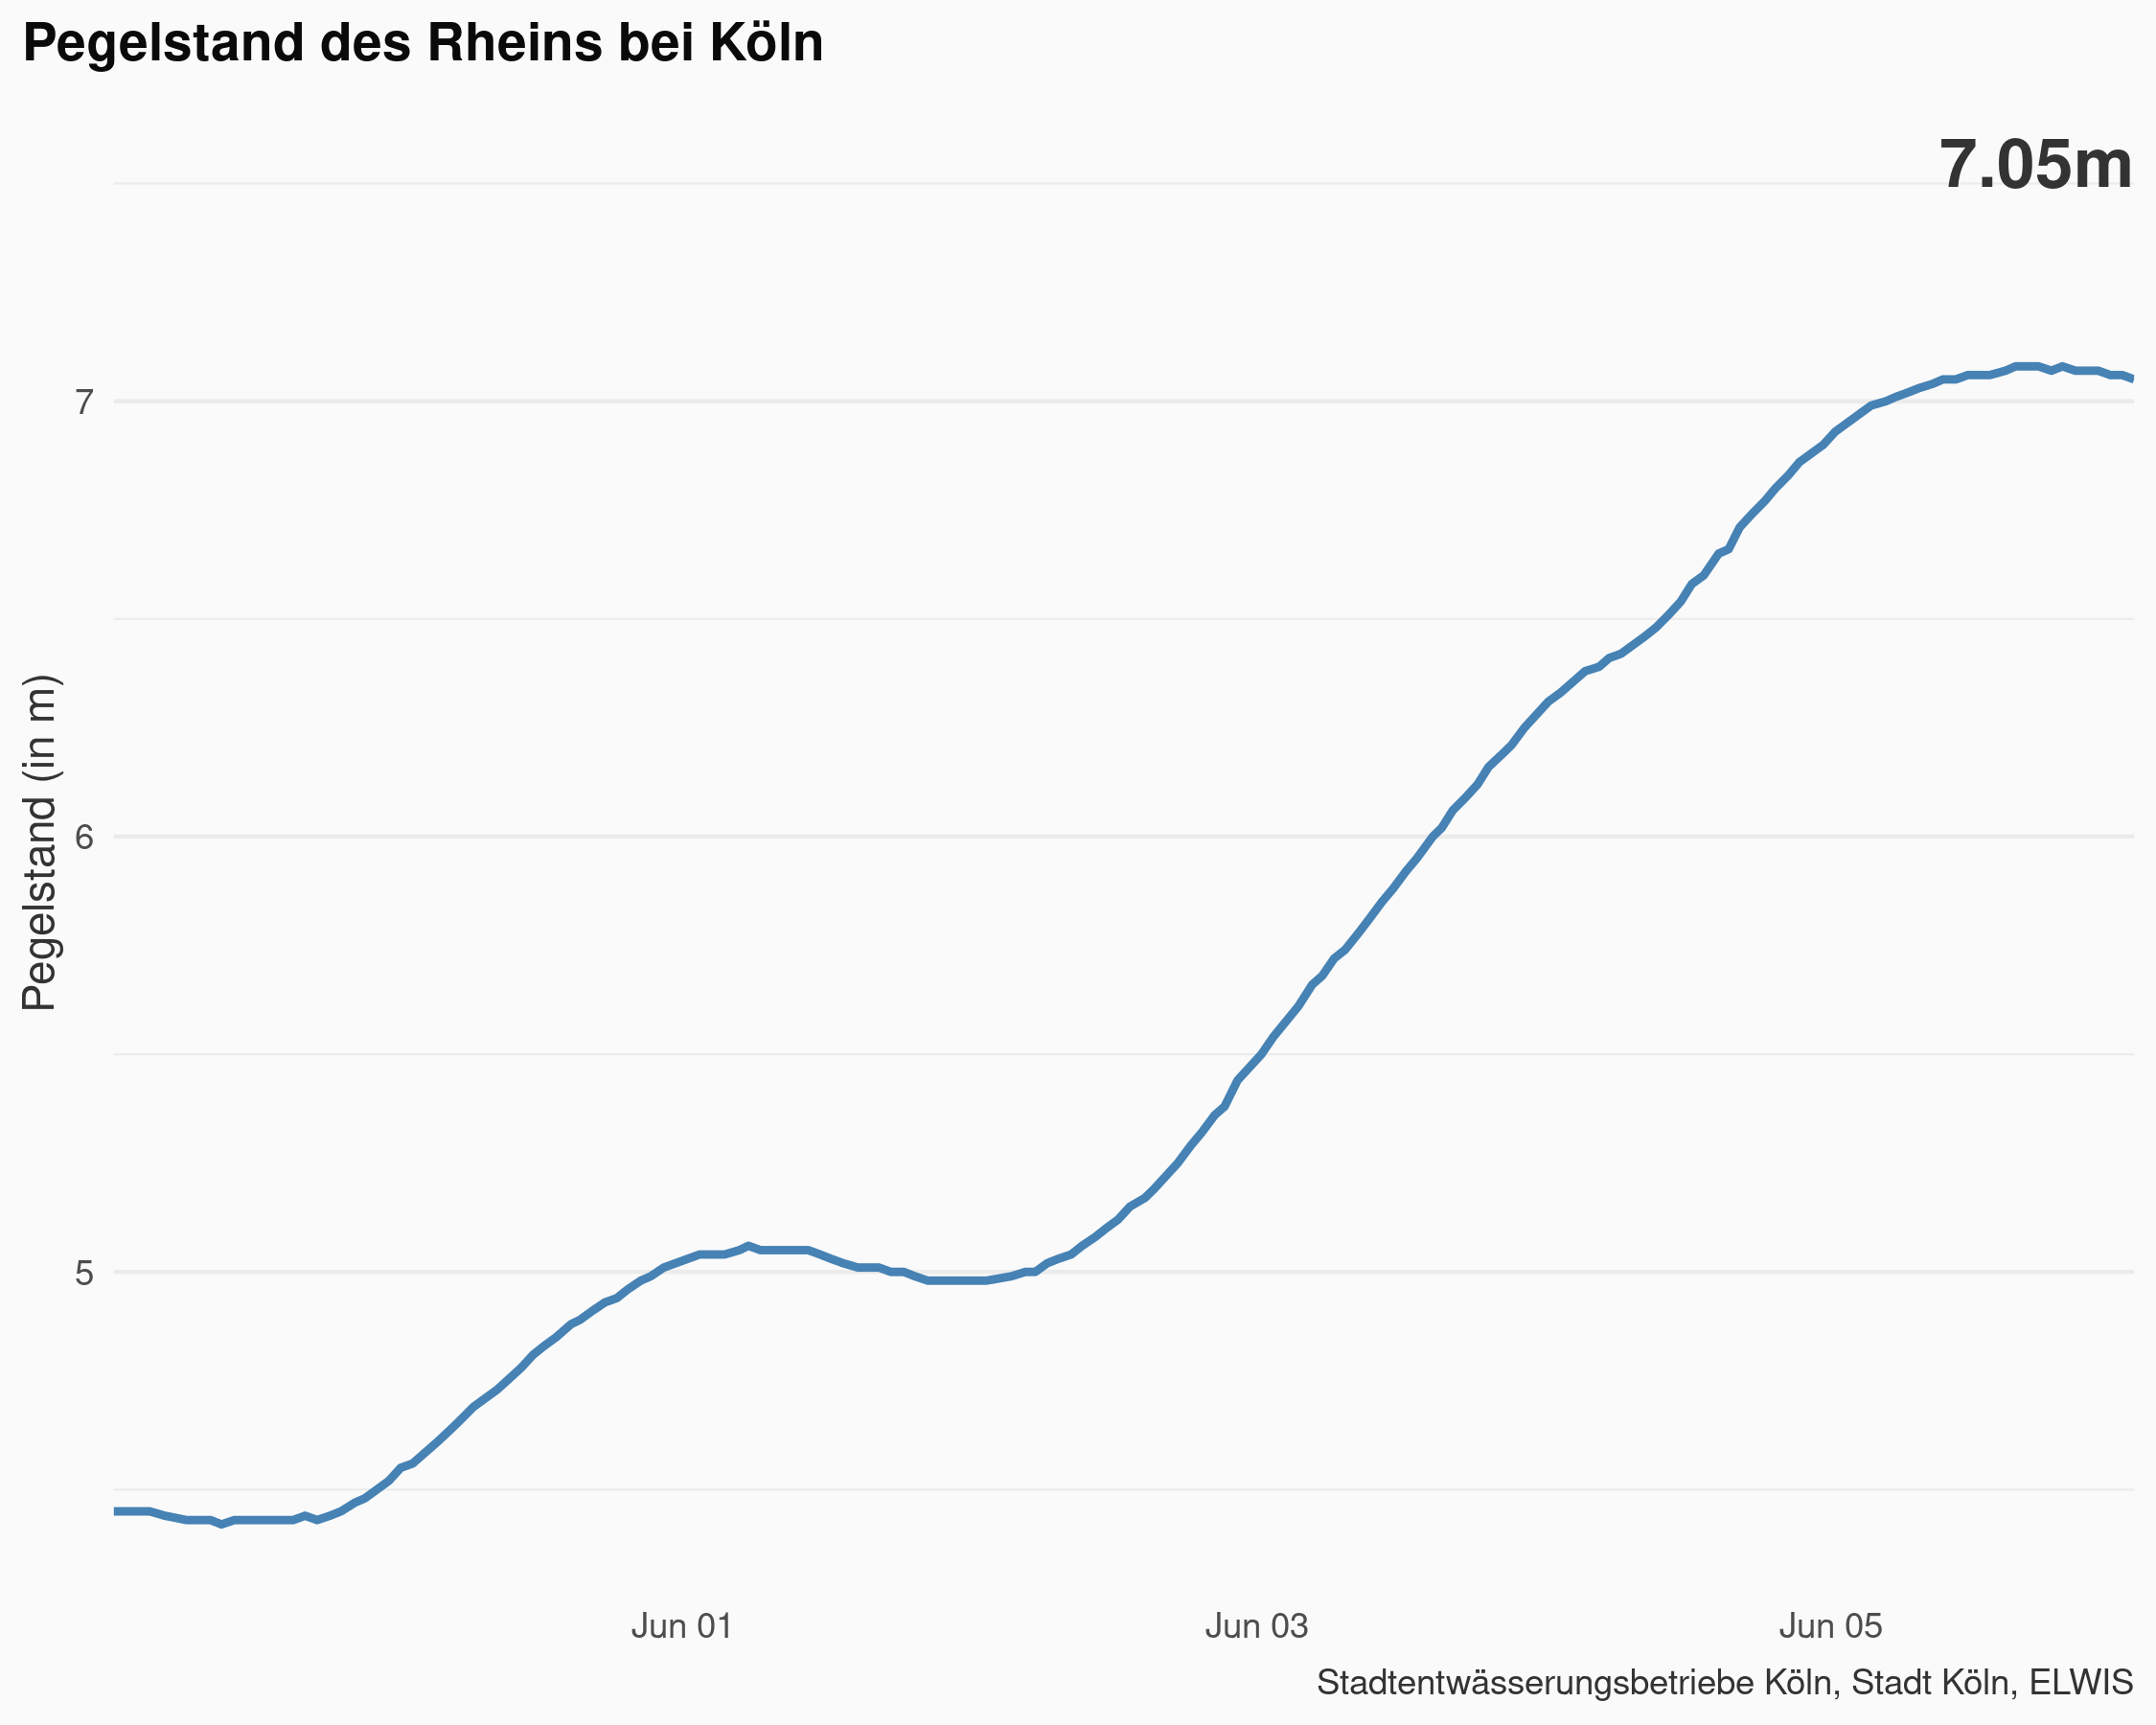 Pegelstand des Rheins bei Köln
7.05m
7
6
5
Pegelstand (in m)
Jun 01
Jun 03
Jun 05
Stadtentwässerungsbetriebe Köln, Stadt Köln, ELWIS